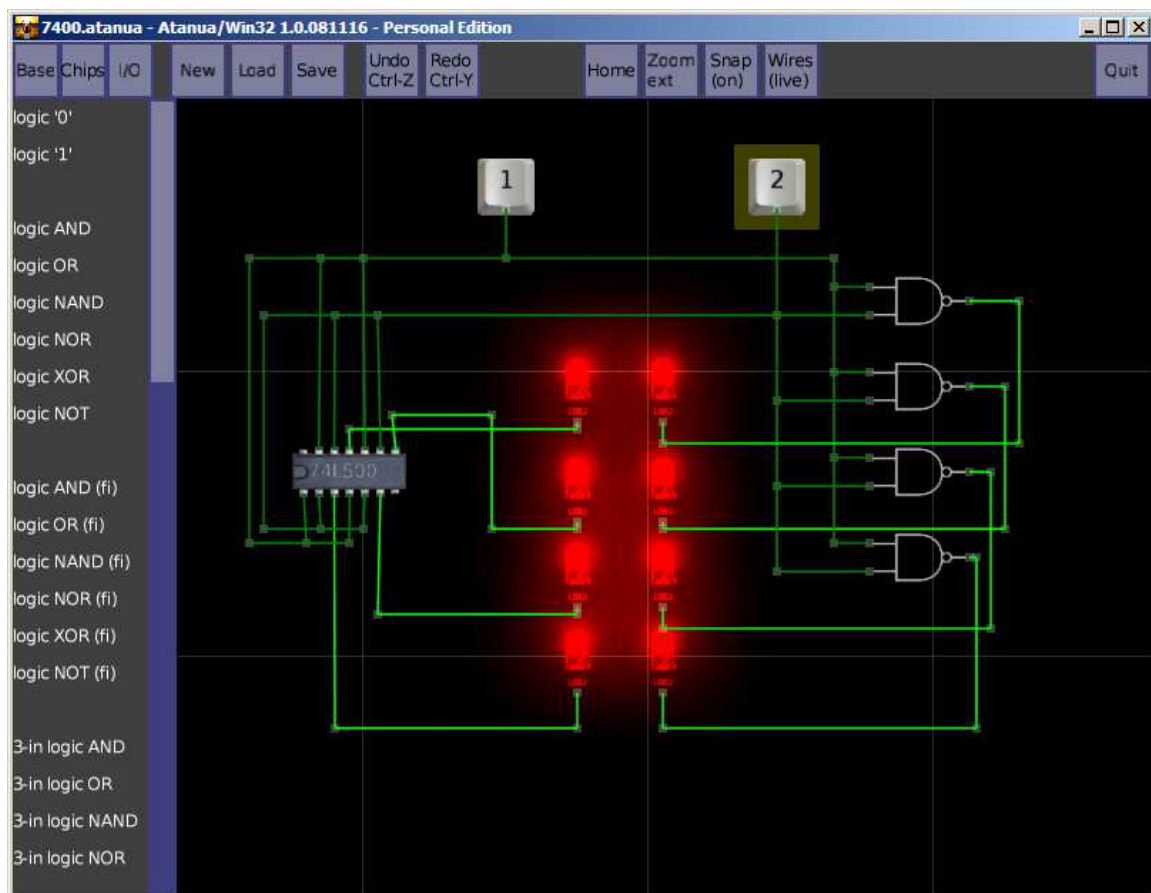 7400.atanua - Atanua/Win32 1.0.081116 - Personal Edition
Base Chips I/O New Load Save Undo Ctrl-Z Redo Ctrl-Y Home Zoom ext Snap (on) Wires (live) Quit
logic '0'
logic '1'
logic AND
logic OR
logic NAND
logic NOR
logic XOR
logic NOT
logic AND (fi)
logic OR (fi)
logic NAND (fi)
logic NOR (fi)
logic XOR (fi)
logic NOT (fi)
3-in logic AND
3-in logic OR
3-in logic NAND
3-in logic NOR
1
2
74LS00